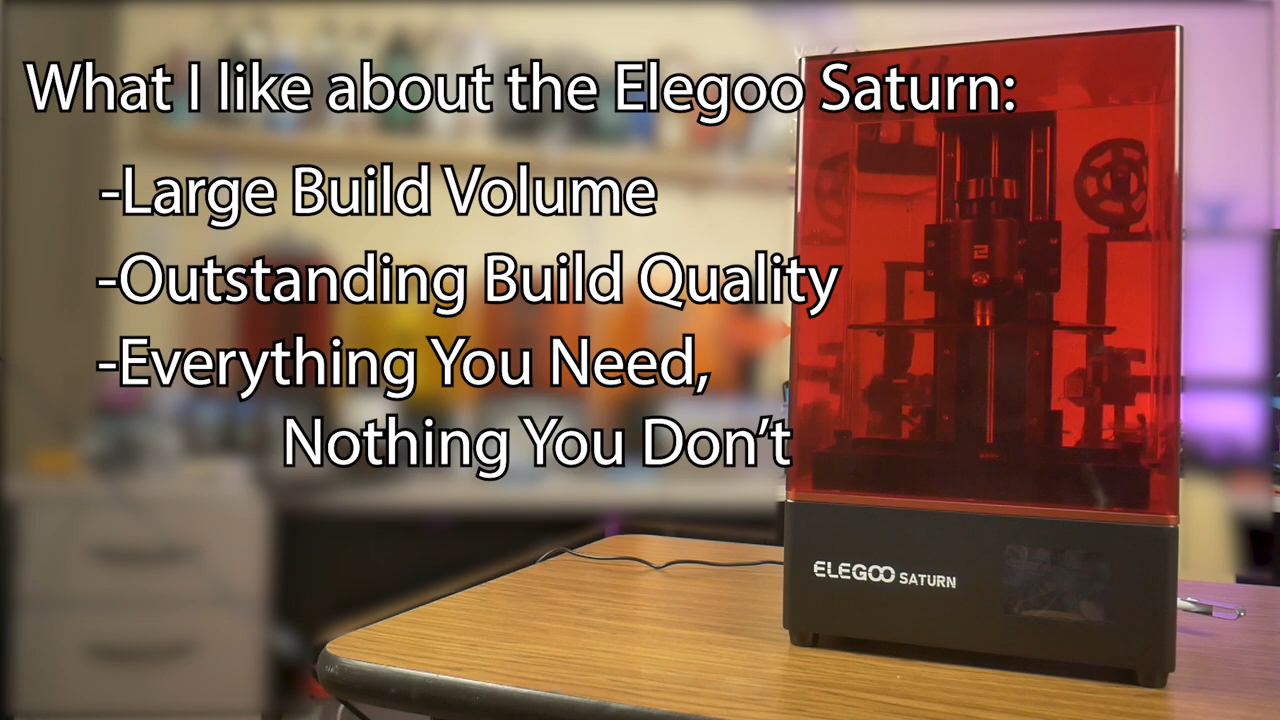 What I like about the Elegoo Saturn:
-Large Build Volume
-Outstanding Build Quality
-Everything You Need,
Nothing You Don’t
ELEGOO SATURN